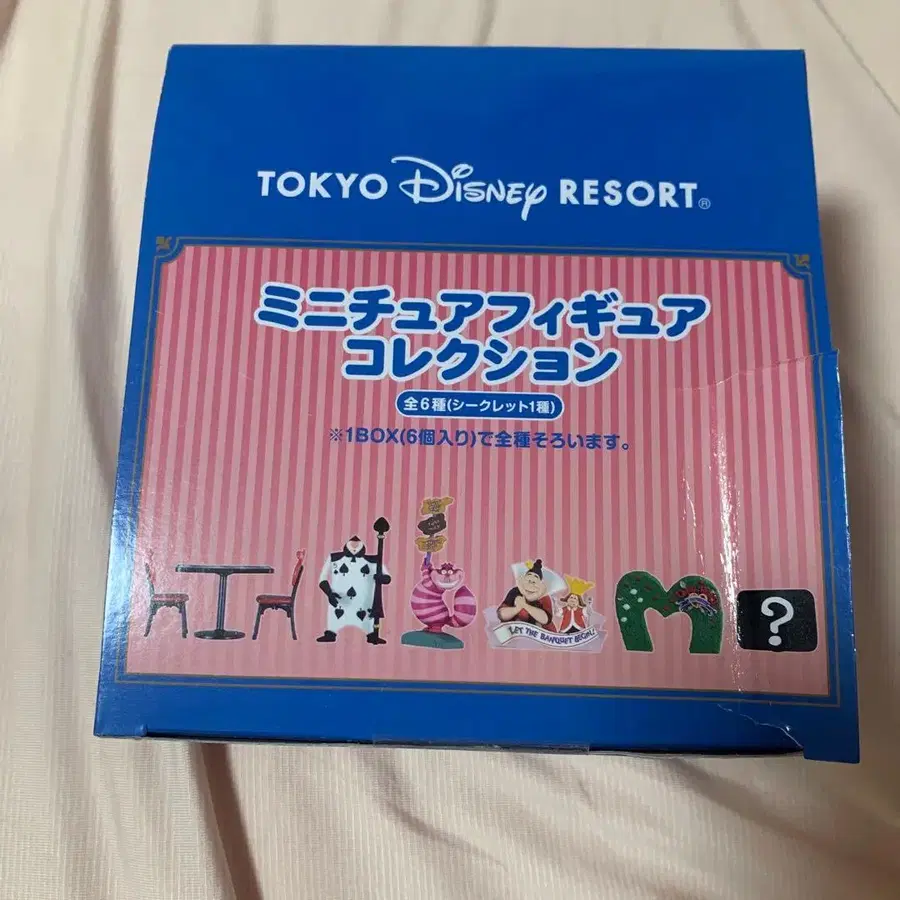 TOKYO Disney RESORT®
ミニチュアフィギュア
コレクション
全6種(シークレット1種)
※1BOX(6個入り)で全種そろいます。
LET THE BANQUET BEGIN!
?